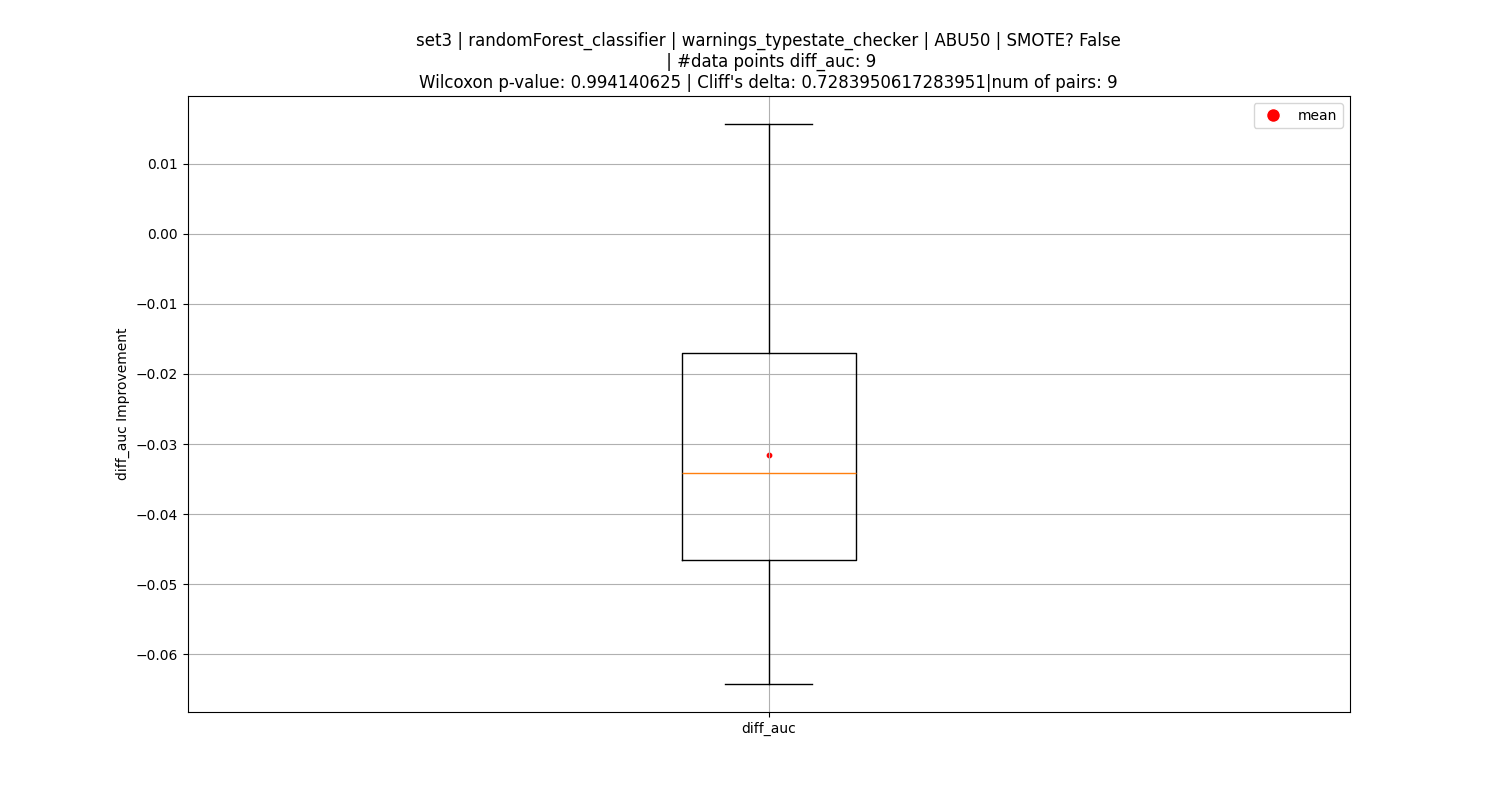 set3 | randomForest_classifier | warnings_typestate_checker | ABU50 | SMOTE? False
| #data points diff_auc: 9
Wilcoxon p-value: 0.994140625 | Cliff's delta: 0.7283950617283951|num of pairs: 9
mean
0.01
0.00
−0.01
−0.02
−0.03
−0.04
−0.05
−0.06
diff_auc Improvement
diff_auc